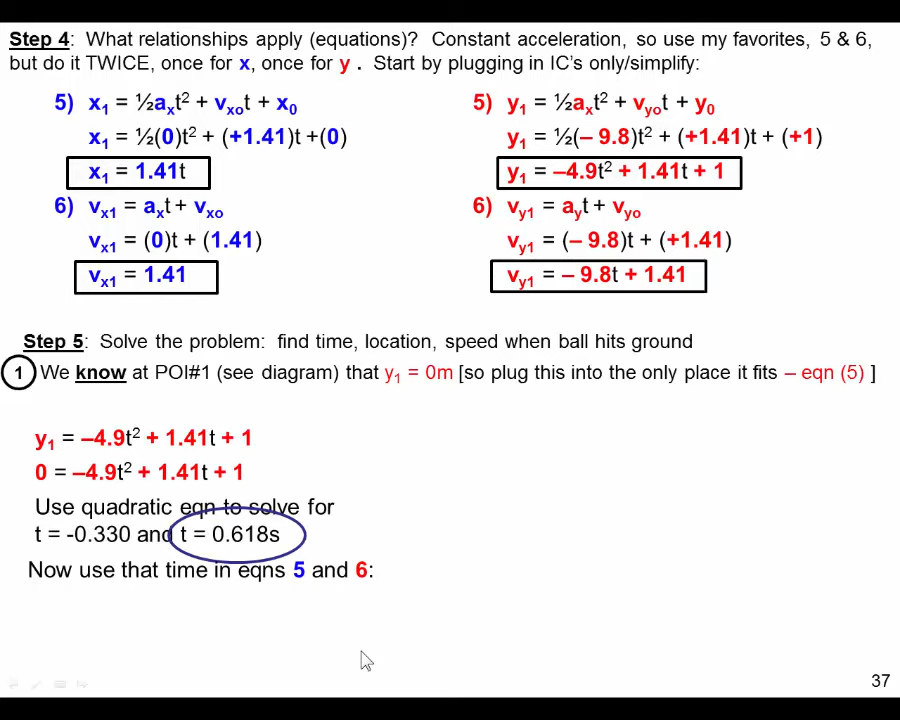 Step 4: What relationships apply (equations)? Constant acceleration, so use my favorites, 5 & 6,
but do it TWICE, once for x, once for y . Start by plugging in IC's only/simplify:
5) x₁ = ½aₓt² + vₓₒt + x₀
x₁ = ½(0)t² + (+1.41)t +(0)
x₁ = 1.41t
6) vₓ₁ = aₓt + vₓₒ
vₓ₁ = (0)t + (1.41)
vₓ₁ = 1.41
5) y₁ = ½aₓt² + v_yot + y₀
y₁ = ½(– 9.8)t² + (+1.41)t + (+1)
y₁ = –4.9t² + 1.41t + 1
6) v_y1 = a_yt + v_yo
v_y1 = (– 9.8)t + (+1.41)
v_y1 = – 9.8t + 1.41
Step 5: Solve the problem: find time, location, speed when ball hits ground
1 We know at POI#1 (see diagram) that y₁ = 0m [so plug this into the only place it fits – eqn (5) ]
y₁ = –4.9t² + 1.41t + 1
0 = –4.9t² + 1.41t + 1
Use quadratic eqn to solve for
t = -0.330 and t = 0.618s
Now use that time in eqns 5 and 6:
37